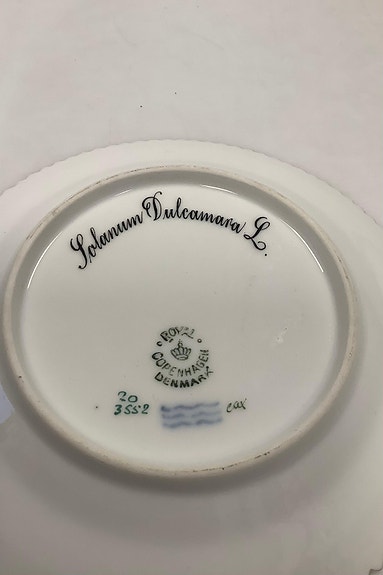 Solanum Dulcamara L.
ROYAL
COPENHAGEN
DENMARK
20
3552
cax